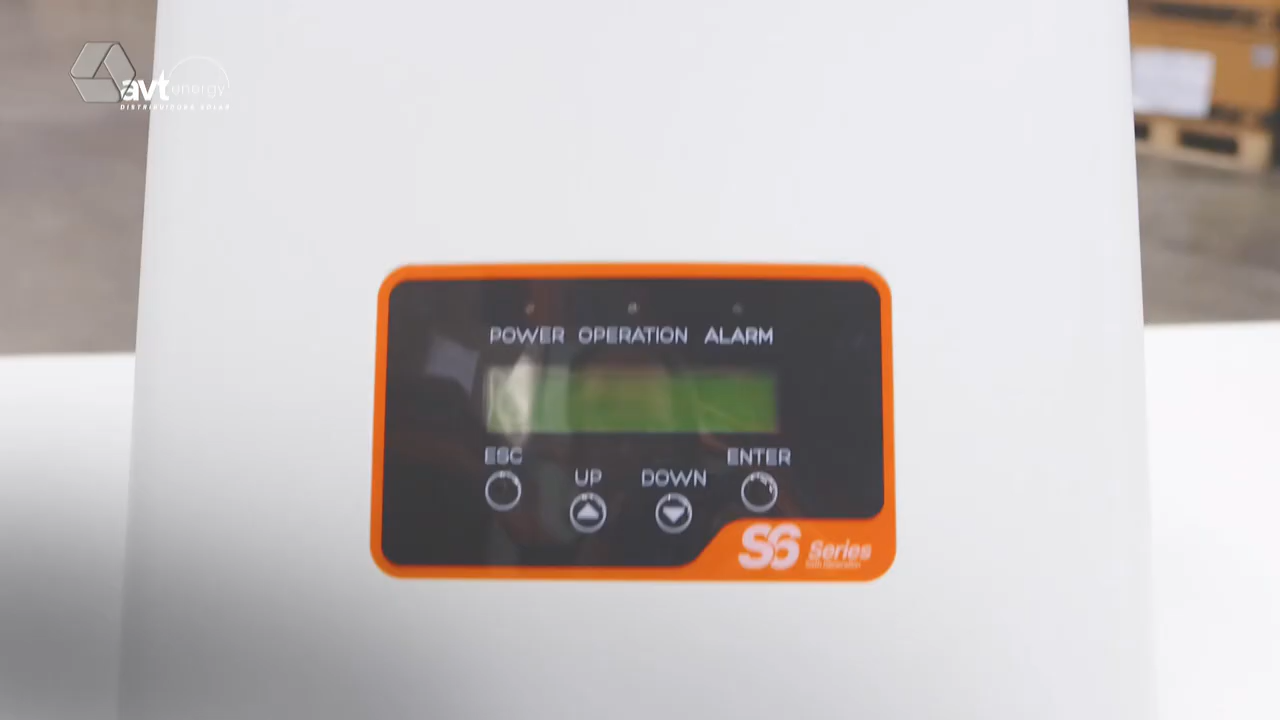 avt energy
DISTRIBUIDORA SOLAR
POWER OPERATION ALARM
ESC UP DOWN ENTER
S6 Series